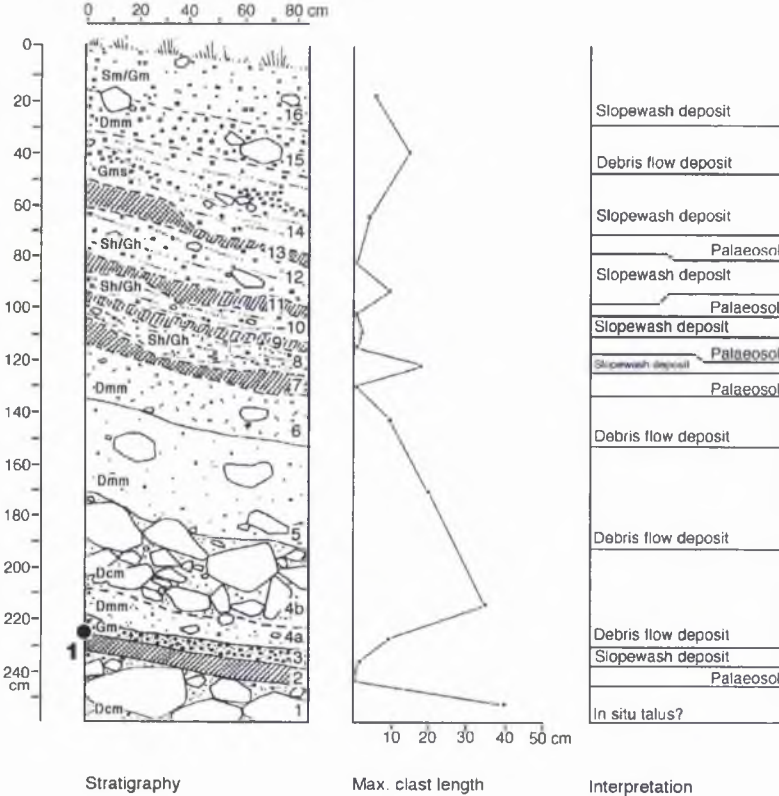 0 20 40 60 80 cm
0
20
40
60
80
100
120
140
160
180
200
220
240
cm
Sm/Gm
16
Dmm
15
Gms
14
13
Sh/Gh
12
Sh/Gh
11
10
9
Sh/Gh
8
7
Dmm
6
Dmm
5
Dcm
4b
Dmm
4a
Gm
1
3
2
Dcm
1
10 20 30 40 50 cm
Slopewash deposit
Debris flow deposit
Slopewash deposit
Palaeosol
Slopewash deposit
Palaeosol
Slopewash deposit
Palaeosol
Slopewash deposit
Palaeosol
Debris flow deposit
Debris flow deposit
Debris flow deposit
Slopewash deposit
Palaeosol
In situ talus?
Stratigraphy
Max. clast length
Interpretation